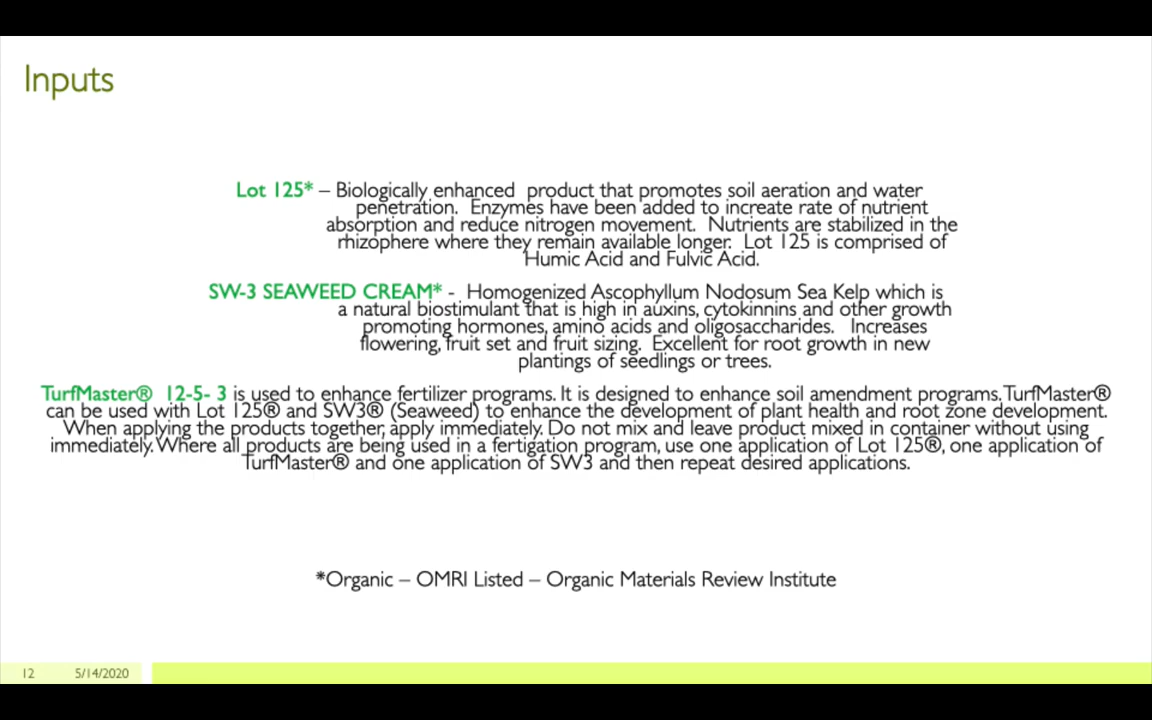 Inputs
Lot 125* – Biologically enhanced product that promotes soil aeration and water
penetration. Enzymes have been added to increate rate of nutrient
absorption and reduce nitrogen movement. Nutrients are stabilized in the
rhizophere where they remain available longer. Lot 125 is comprised of
Humic Acid and Fulvic Acid.
SW-3 SEAWEED CREAM* - Homogenized Ascophyllum Nodosum Sea Kelp which is
a natural biostimulant that is high in auxins, cytokinnins and other growth
promoting hormones, amino acids and oligosaccharides. Increases
flowering, fruit set and fruit sizing. Excellent for root growth in new
plantings of seedlings or trees.
TurfMaster® 12-5- 3 is used to enhance fertilizer programs. It is designed to enhance soil amendment programs. TurfMaster®
can be used with Lot 125® and SW3® (Seaweed) to enhance the development of plant health and root zone development.
When applying the products together, apply immediately. Do not mix and leave product mixed in container without using
immediately. Where all products are being used in a fertigation program, use one application of Lot 125®, one application of
TurfMaster® and one application of SW3 and then repeat desired applications.
*Organic – OMRI Listed – Organic Materials Review Institute
12 5/14/2020